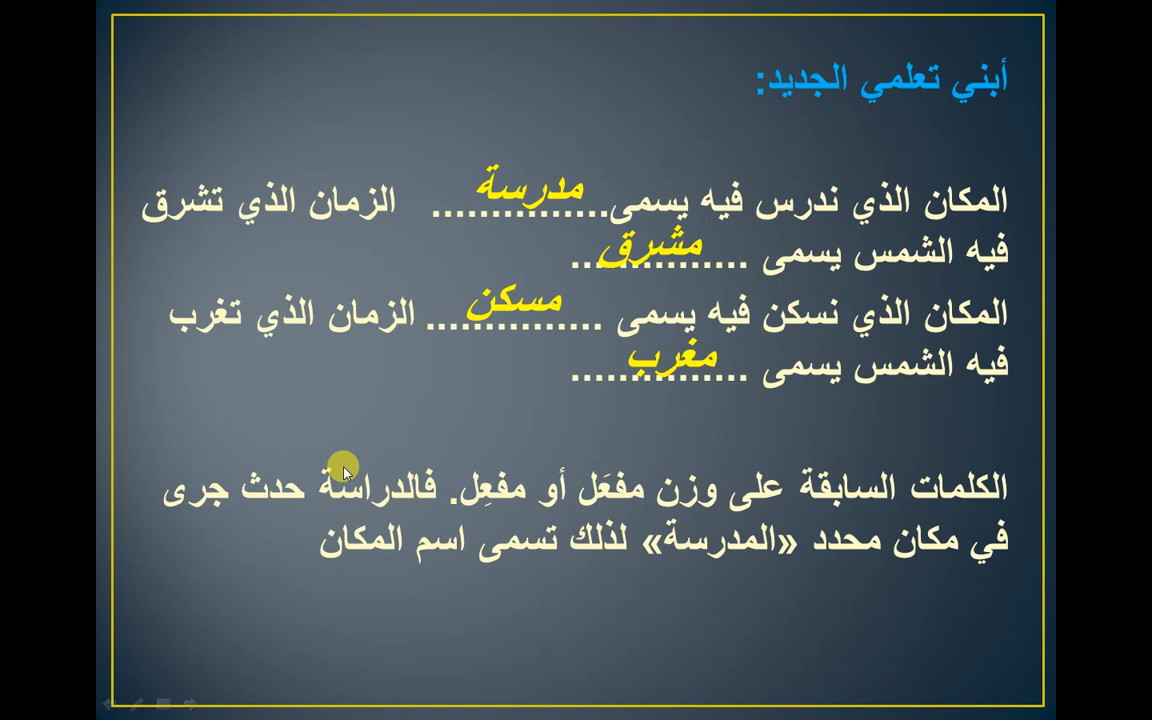 أبني تعلمي الجديد:
المكان الذي ندرس فيه يسمى...............مدرسة الزمان الذي تشرق
فيه الشمس يسمى ...............مشرق
المكان الذي نسكن فيه يسمى ...............مسكن الزمان الذي تغرب
فيه الشمس يسمى ...............مغرب
الكلمات السابقة على وزن مفعَل أو مفعِل. فالدراسة حدث جرى
في مكان محدد «المدرسة» لذلك تسمى اسم المكان